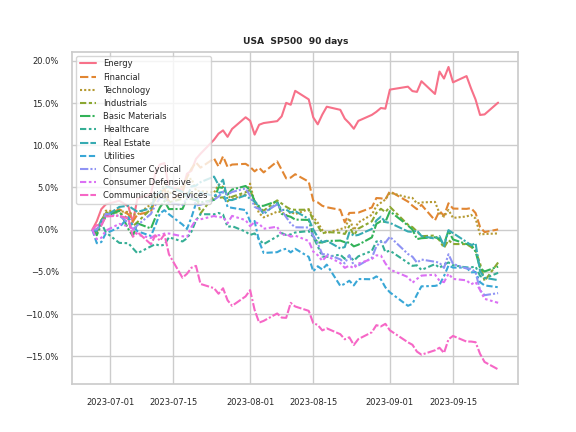 USA SP500 90 days
20.0%
15.0%
10.0%
5.0%
0.0%
−5.0%
−10.0%
−15.0%
Energy
Financial
Technology
Industrials
Basic Materials
Healthcare
Real Estate
Utilities
Consumer Cyclical
Consumer Defensive
Communication Services
2023-07-01 2023-07-15 2023-08-01 2023-08-15 2023-09-01 2023-09-15